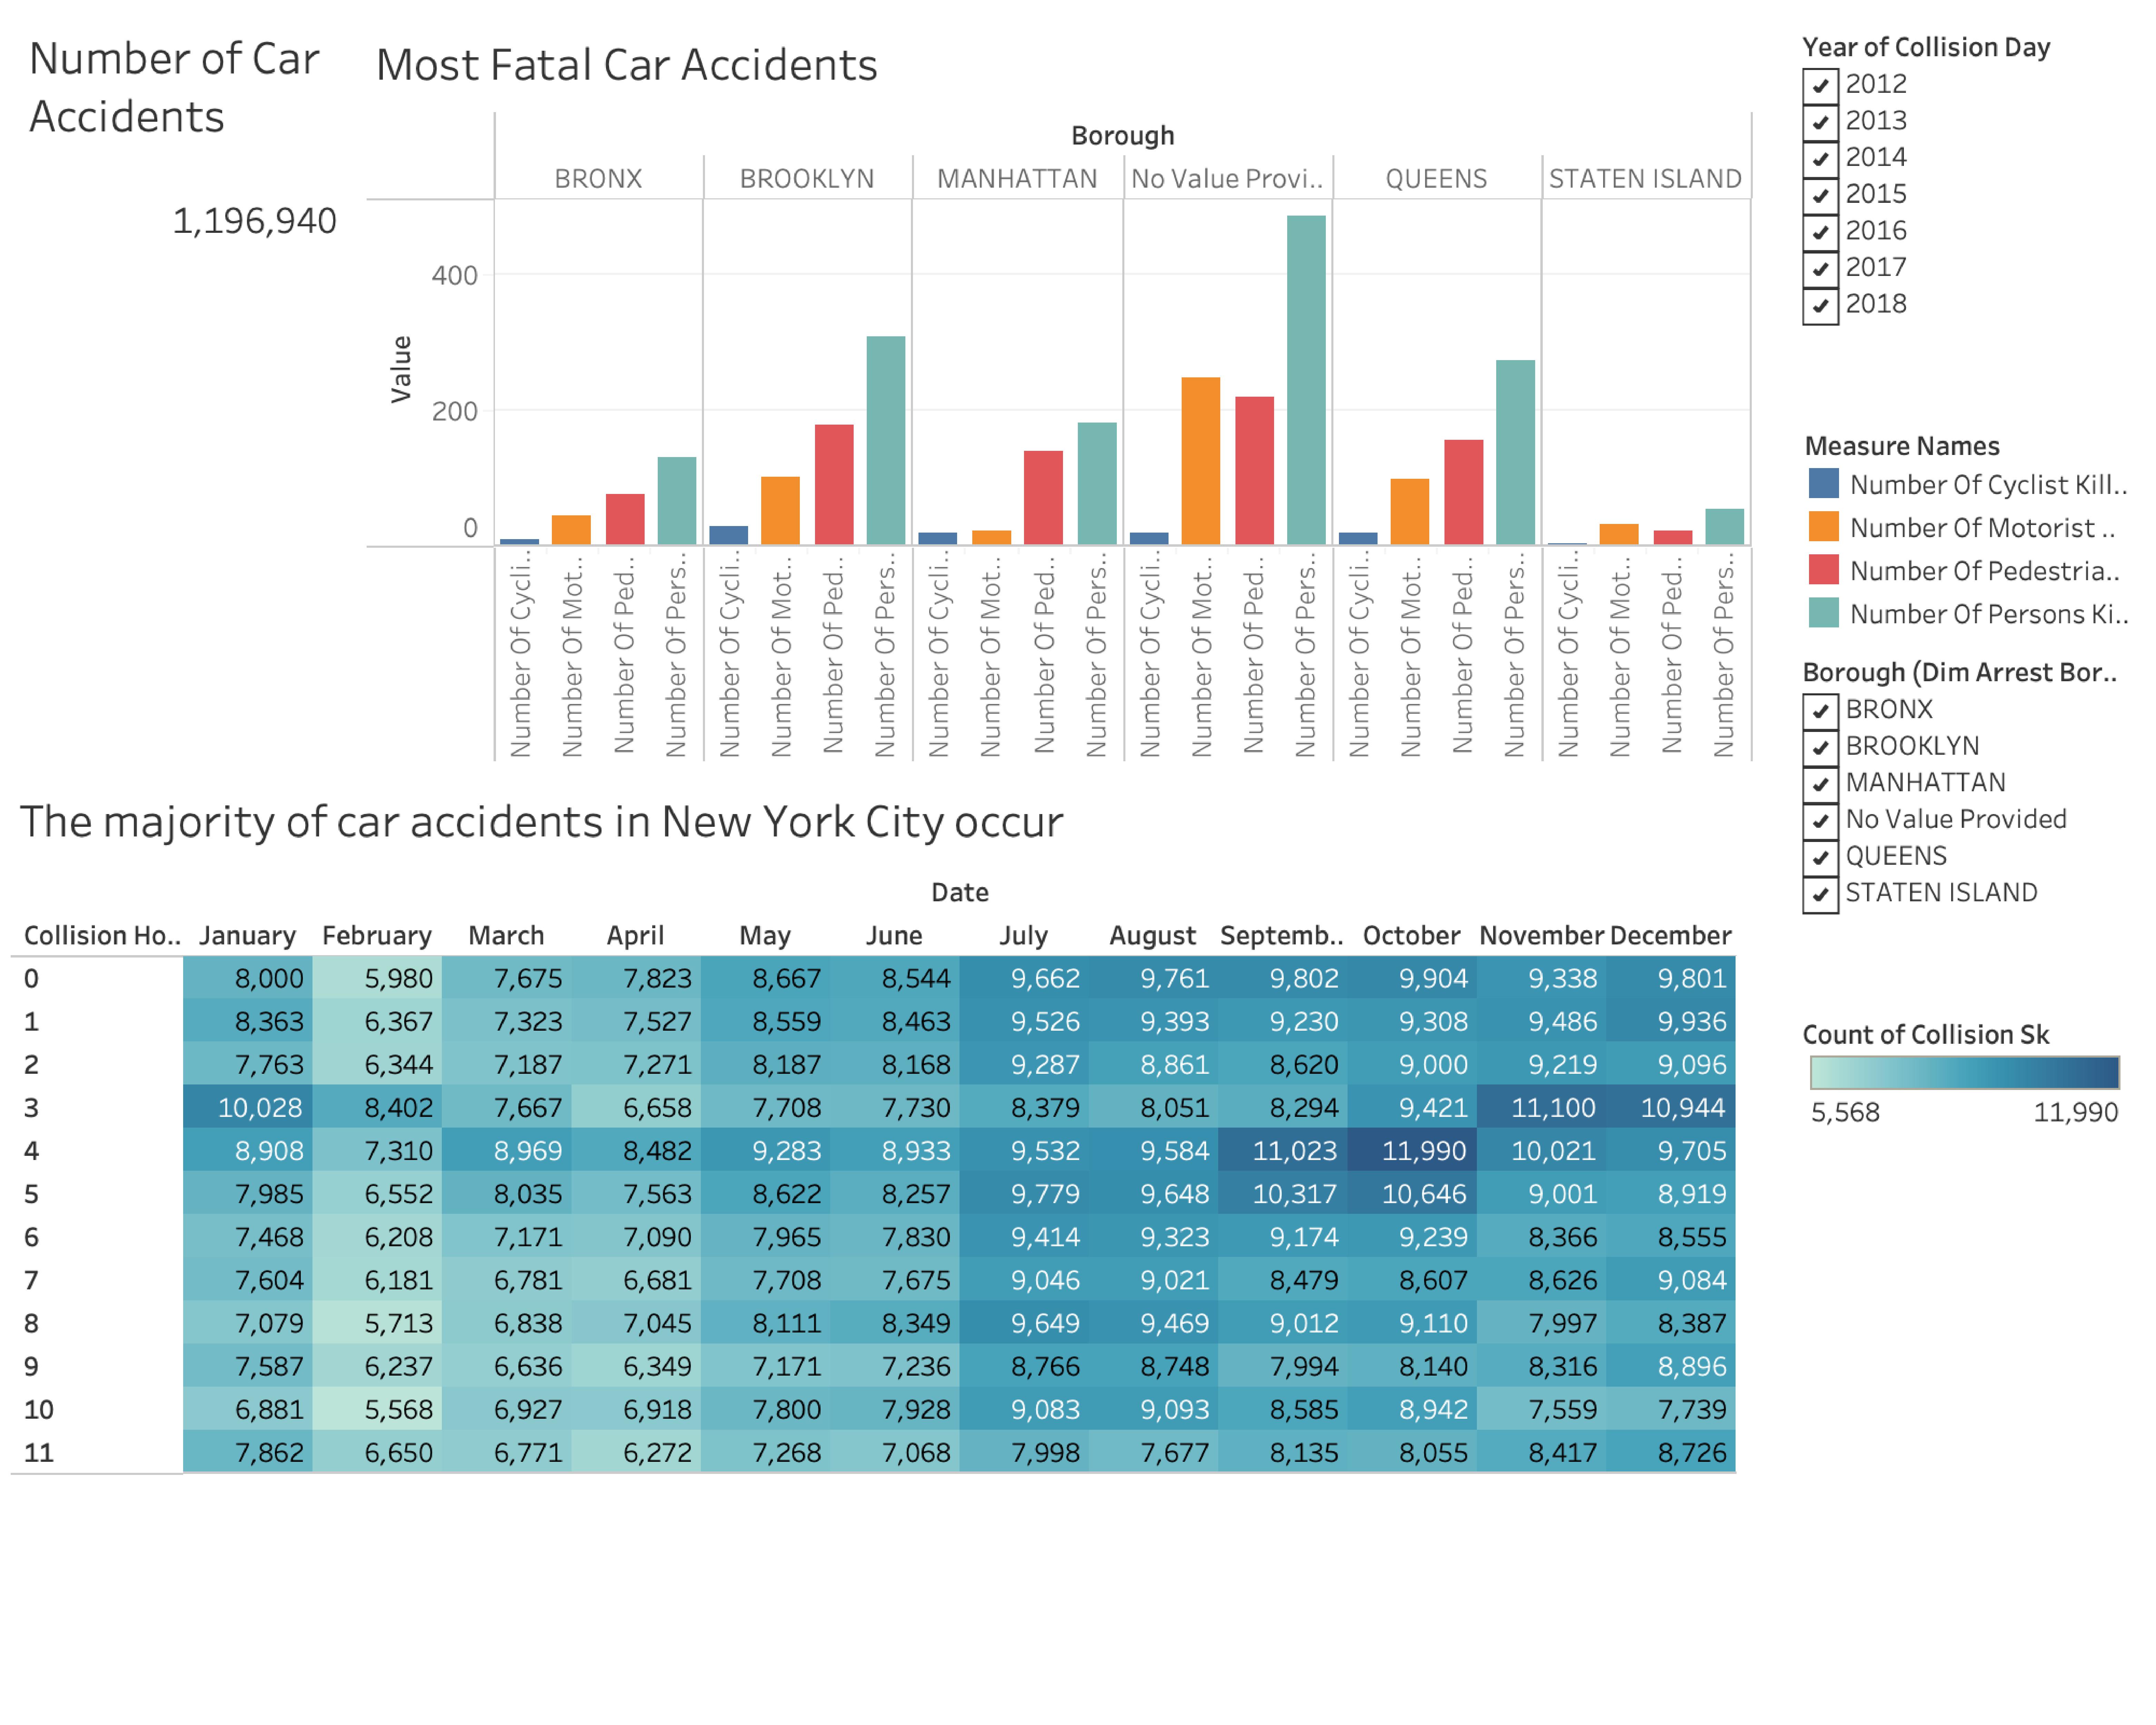 Number of Car
Accidents
1,196,940
Most Fatal Car Accidents
Borough
BRONX BROOKLYN MANHATTAN No Value Provi.. QUEENS STATEN ISLAND
Value
400
200
0
Number Of Cycli..
Number Of Mot..
Number Of Ped..
Number Of Pers..
Number Of Cycli..
Number Of Mot..
Number Of Ped..
Number Of Pers..
Number Of Cycli..
Number Of Mot..
Number Of Ped..
Number Of Pers..
Number Of Cycli..
Number Of Mot..
Number Of Ped..
Number Of Pers..
Number Of Cycli..
Number Of Mot..
Number Of Ped..
Number Of Pers..
Number Of Cycli..
Number Of Mot..
Number Of Ped..
Number Of Pers..
Year of Collision Day
2012
2013
2014
2015
2016
2017
2018
Measure Names
Number Of Cyclist Kill..
Number Of Motorist ..
Number Of Pedestria..
Number Of Persons Ki..
Borough (Dim Arrest Bor..
BRONX
BROOKLYN
MANHATTAN
No Value Provided
QUEENS
STATEN ISLAND
Count of Collision Sk
5,568 11,990
The majority of car accidents in New York City occur
Date
Collision Ho.. January February March April May June July August Septemb.. October November December
0 8,000 5,980 7,675 7,823 8,667 8,544 9,662 9,761 9,802 9,904 9,338 9,801
1 8,363 6,367 7,323 7,527 8,559 8,463 9,526 9,393 9,230 9,308 9,486 9,936
2 7,763 6,344 7,187 7,271 8,187 8,168 9,287 8,861 8,620 9,000 9,219 9,096
3 10,028 8,402 7,667 6,658 7,708 7,730 8,379 8,051 8,294 9,421 11,100 10,944
4 8,908 7,310 8,969 8,482 9,283 8,933 9,532 9,584 11,023 11,990 10,021 9,705
5 7,985 6,552 8,035 7,563 8,622 8,257 9,779 9,648 10,317 10,646 9,001 8,919
6 7,468 6,208 7,171 7,090 7,965 7,830 9,414 9,323 9,174 9,239 8,366 8,555
7 7,604 6,181 6,781 6,681 7,708 7,675 9,046 9,021 8,479 8,607 8,626 9,084
8 7,079 5,713 6,838 7,045 8,111 8,349 9,649 9,469 9,012 9,110 7,997 8,387
9 7,587 6,237 6,636 6,349 7,171 7,236 8,766 8,748 7,994 8,140 8,316 8,896
10 6,881 5,568 6,927 6,918 7,800 7,928 9,083 9,093 8,585 8,942 7,559 7,739
11 7,862 6,650 6,771 6,272 7,268 7,068 7,998 7,677 8,135 8,055 8,417 8,726